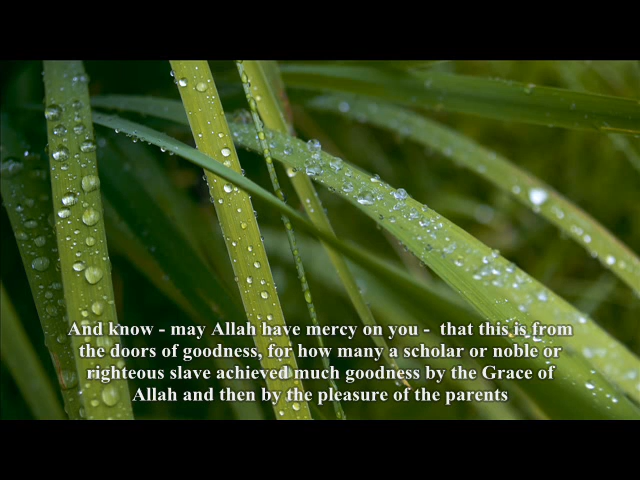 And know - may Allah have mercy on you -  that this is from
the doors of goodness, for how many a scholar or noble or
righteous slave achieved much goodness by the Grace of
Allah and then by the pleasure of the parents